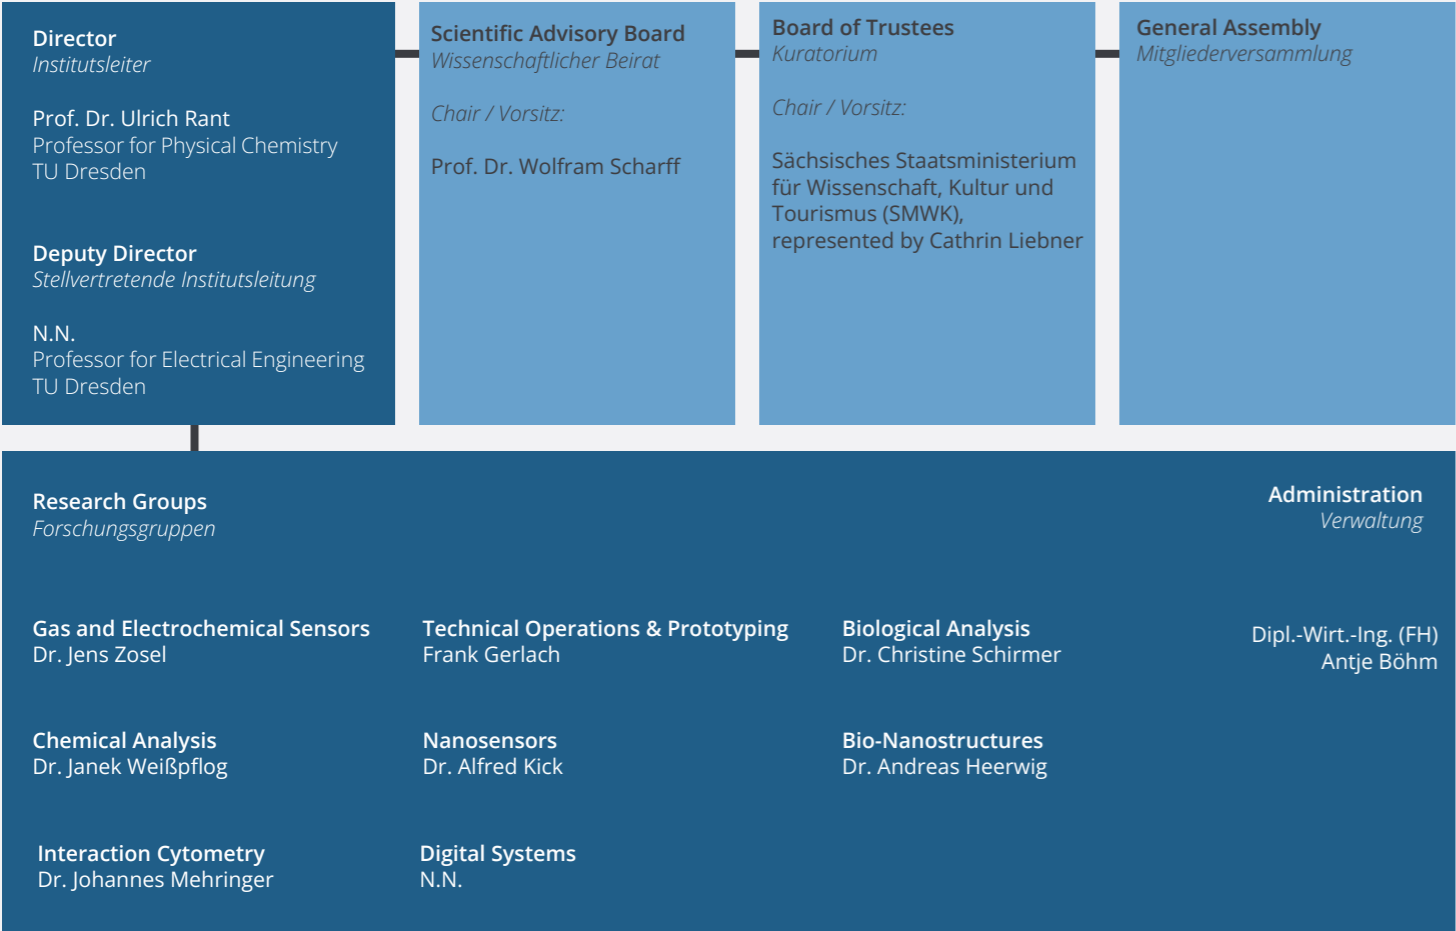 Director
Institutsleiter
Prof. Dr. Ulrich Rant
Professor for Physical Chemistry
TU Dresden
Deputy Director
Stellvertretende Institutsleitung
N.N.
Professor for Electrical Engineering
TU Dresden
Scientific Advisory Board
Wissenschaftlicher Beirat
Chair / Vorsitz:
Prof. Dr. Wolfram Scharff
Board of Trustees
Kuratorium
Chair / Vorsitz:
Sächsisches Staatsministerium
für Wissenschaft, Kultur und
Tourismus (SMWK),
represented by Cathrin Liebner
General Assembly
Mitgliederversammlung
Research Groups
Forschungsgruppen
Administration
Verwaltung
Gas and Electrochemical Sensors
Dr. Jens Zosel
Technical Operations & Prototyping
Frank Gerlach
Biological Analysis
Dr. Christine Schirmer
Dipl.-Wirt.-Ing. (FH)
Antje Böhm
Chemical Analysis
Dr. Janek Weißpflog
Nanosensors
Dr. Alfred Kick
Bio-Nanostructures
Dr. Andreas Heerwig
Interaction Cytometry
Dr. Johannes Mehringer
Digital Systems
N.N.